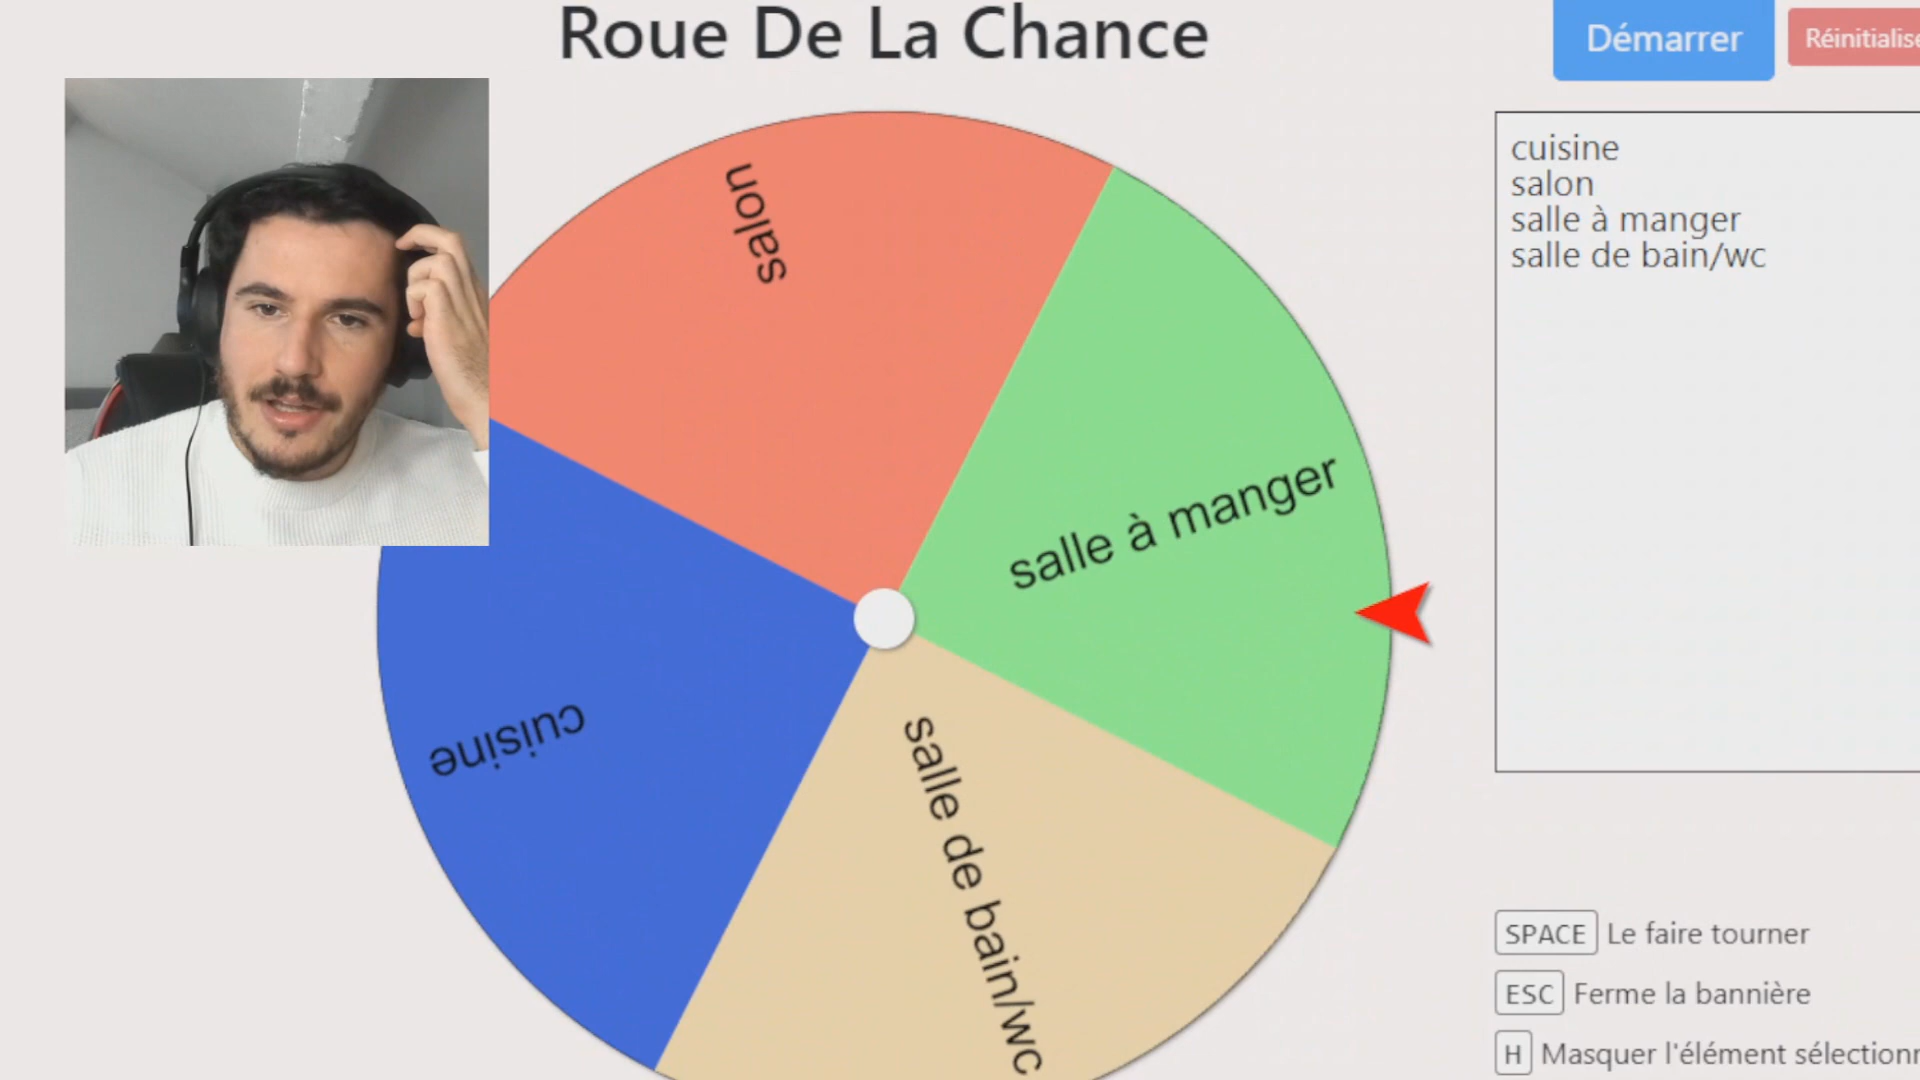 Roue De La Chance
Démarrer
Réinitialise
cuisine
salon
salle à manger
salle de bain/wc
salon
salle à manger
cuisine
salle de bain/wc
SPACE Le faire tourner
ESC Ferme la bannière
H Masquer l'élément sélectionn